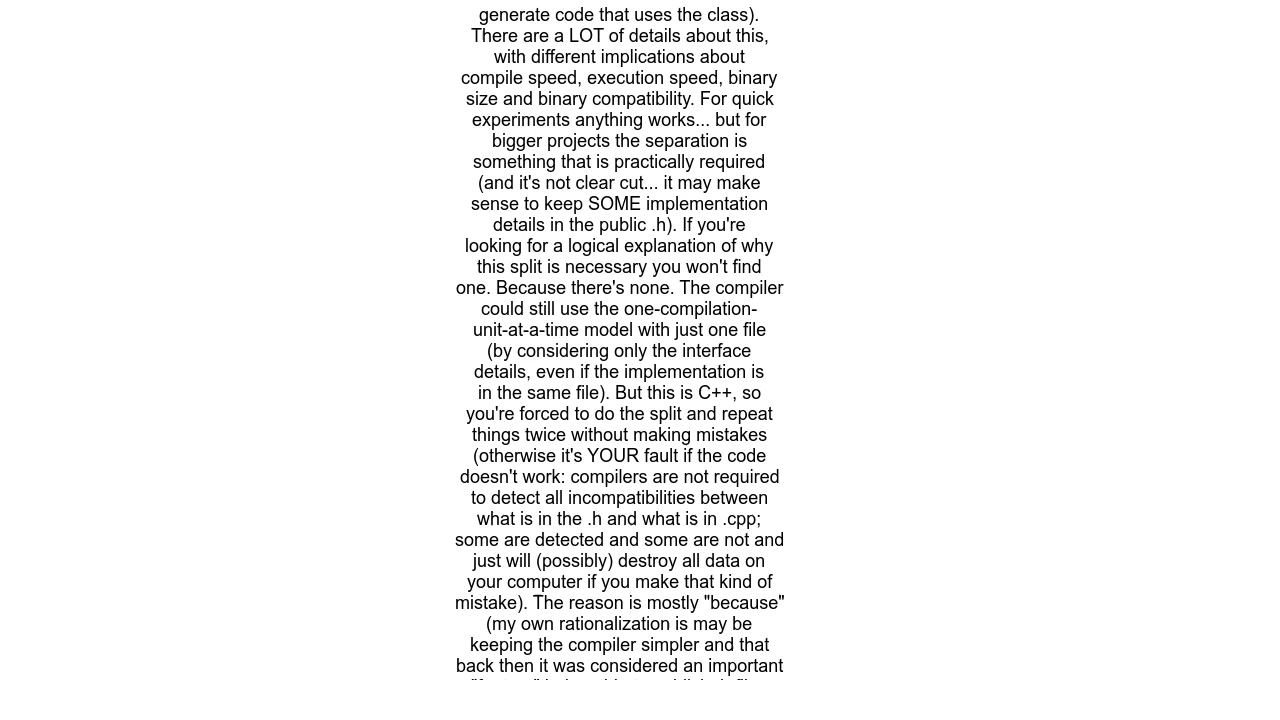 generate code that uses the class).
There are a LOT of details about this,
with different implications about
compile speed, execution speed, binary
size and binary compatibility. For quick
experiments anything works... but for
bigger projects the separation is
something that is practically required
(and it's not clear cut... it may make
sense to keep SOME implementation
details in the public .h). If you're
looking for a logical explanation of why
this split is necessary you won't find
one. Because there's none. The compiler
could still use the one-compilation-
unit-at-a-time model with just one file
(by considering only the interface
details, even if the implementation is
in the same file). But this is C++, so
you're forced to do the split and repeat
things twice without making mistakes
(otherwise it's YOUR fault if the code
doesn't work: compilers are not required
to detect all incompatibilities between
what is in the .h and what is in .cpp;
some are detected and some are not and
just will (possibly) destroy all data on
your computer if you make that kind of
mistake). The reason is mostly "because"
(my own rationalization is may be
keeping the compiler simpler and that
back then it was considered an important